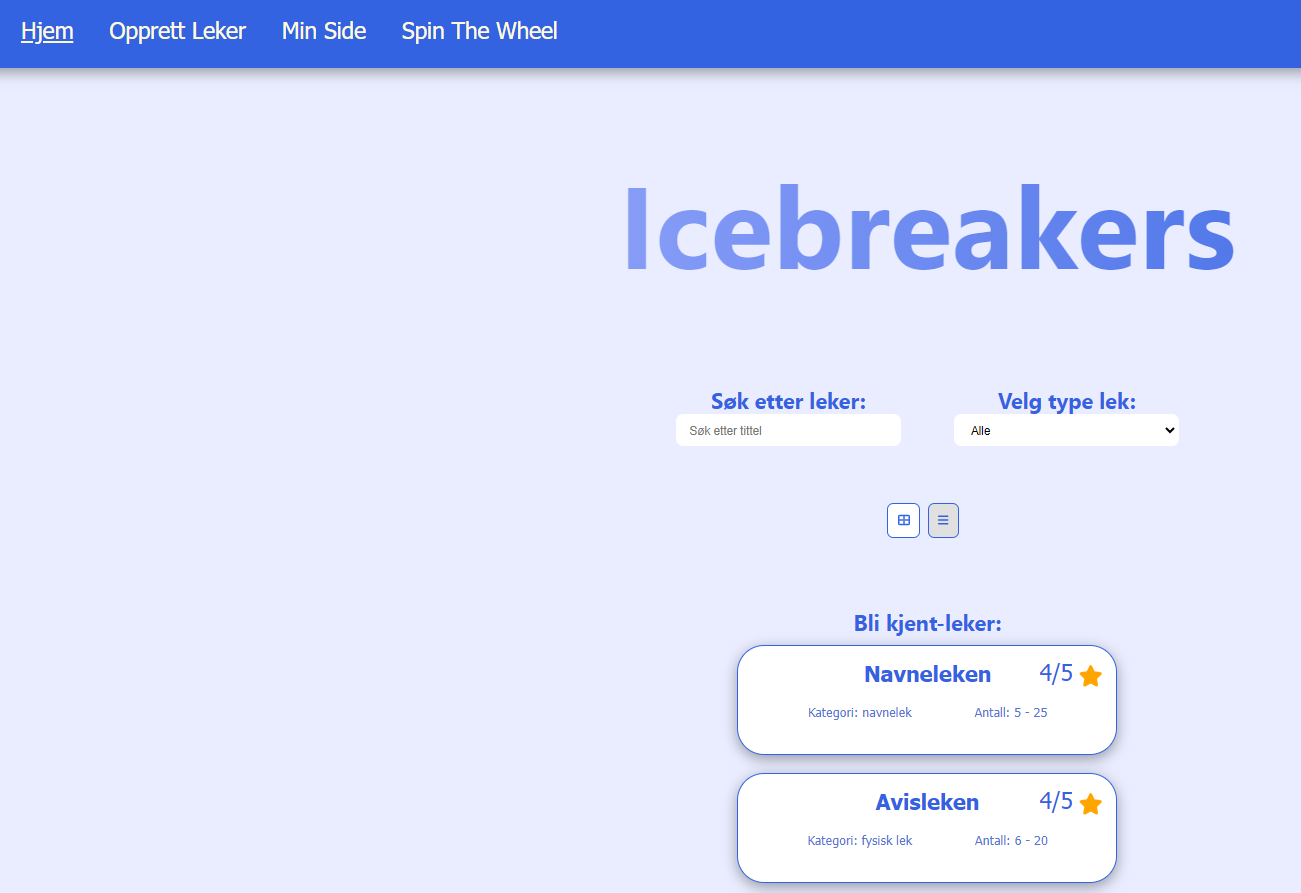 Hjem Opprett Leker Min Side Spin The Wheel
Icebreakers
Søk etter leker: Velg type lek:
Søk etter tittel Alle
Bli kjent-leker:
Navneleken 4/5
Kategori: navnelek Antall: 5 - 25
Avisleken 4/5
Kategori: fysisk lek Antall: 6 - 20